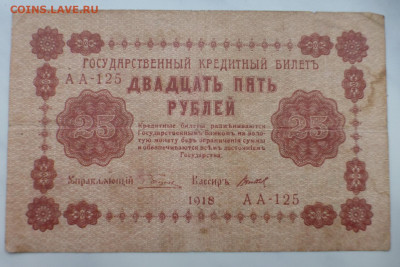 COINS.LAVE.RU
ГОСУДАРСТВЕННЫЙ КРЕДИТНЫЙ БИЛЕТЪ
АА-125
ДВАДЦАТЬ ПЯТЬ
РУБЛЕЙ
25 25
Кредитные билеты размѣниваются
Государственнымъ Банкомъ на золо-
тую монету безъ ограниченія суммы
и обезпечиваются всѣмъ достояніемъ
Государства.
Управляющій Кассиръ
1918 АА-125